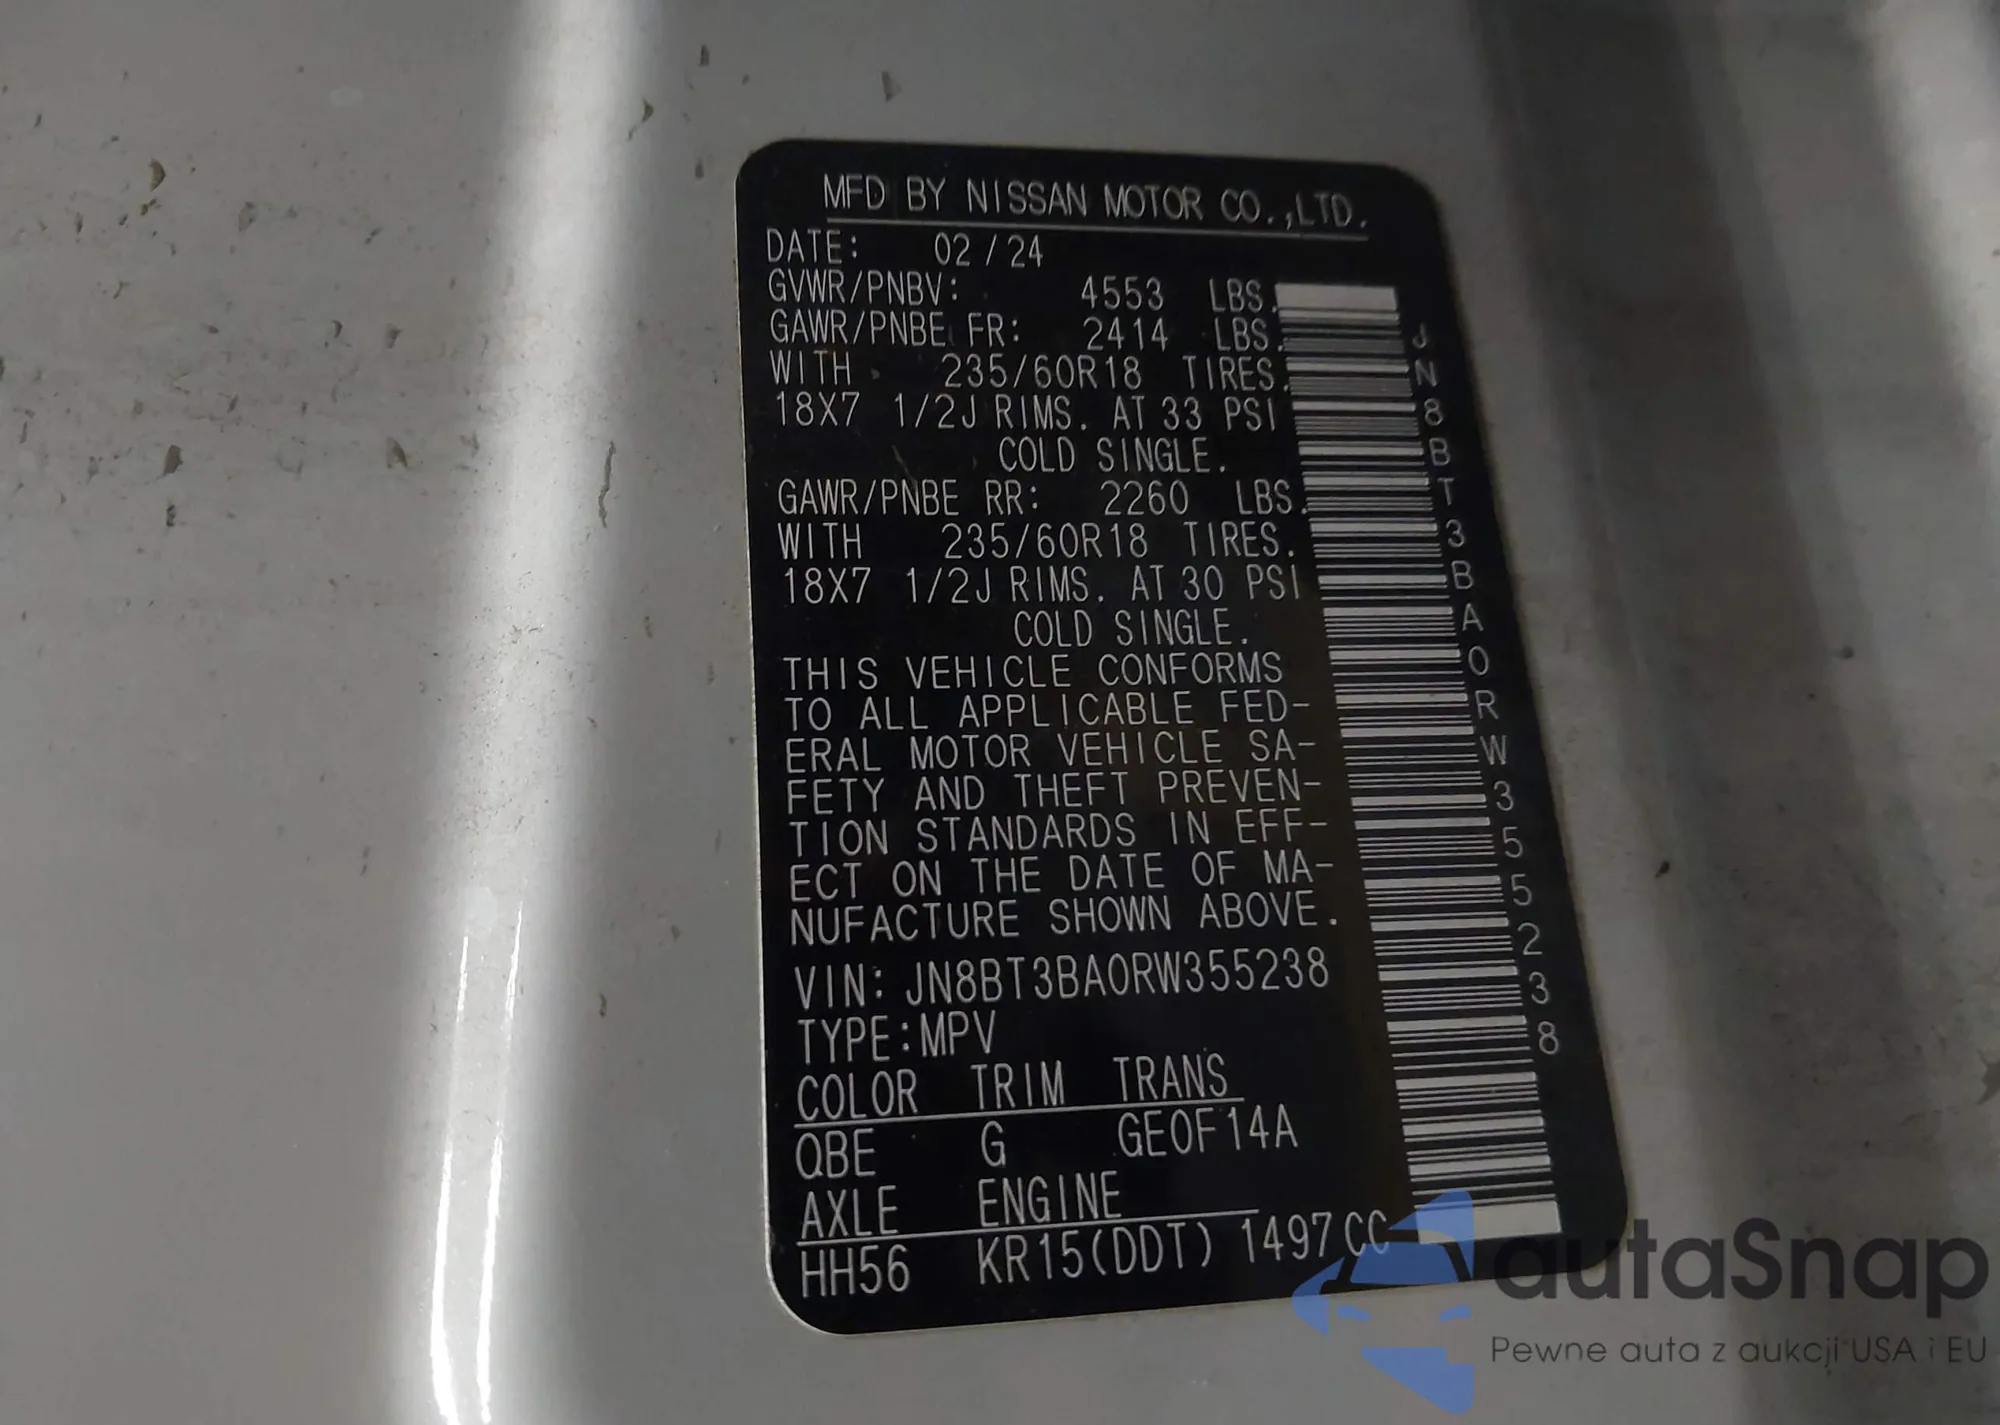 MFD BY NISSAN MOTOR CO.,LTD.
DATE: 02/24
GVWR/PNBV: 4553 LBS.
GAWR/PNBE FR: 2414 LBS.
WITH 235/60R18 TIRES.
18X7 1/2J RIMS. AT 33 PSI
COLD SINGLE.
GAWR/PNBE RR: 2260 LBS.
WITH 235/60R18 TIRES.
18X7 1/2J RIMS. AT 30 PSI
COLD SINGLE.
THIS VEHICLE CONFORMS
TO ALL APPLICABLE FED-
ERAL MOTOR VEHICLE SA-
FETY AND THEFT PREVEN-
TION STANDARDS IN EFF-
ECT ON THE DATE OF MA-
NUFACTURE SHOWN ABOVE.
VIN: JN8BT3BA0RW355238
TYPE:MPV
COLOR TRIM TRANS
QBE G GE0F14A
AXLE ENGINE
HH56 KR15(DDT) 1497CC
JN8BT3BA0RW355238
autaSnap
Pewne auta z aukcji USA i EU